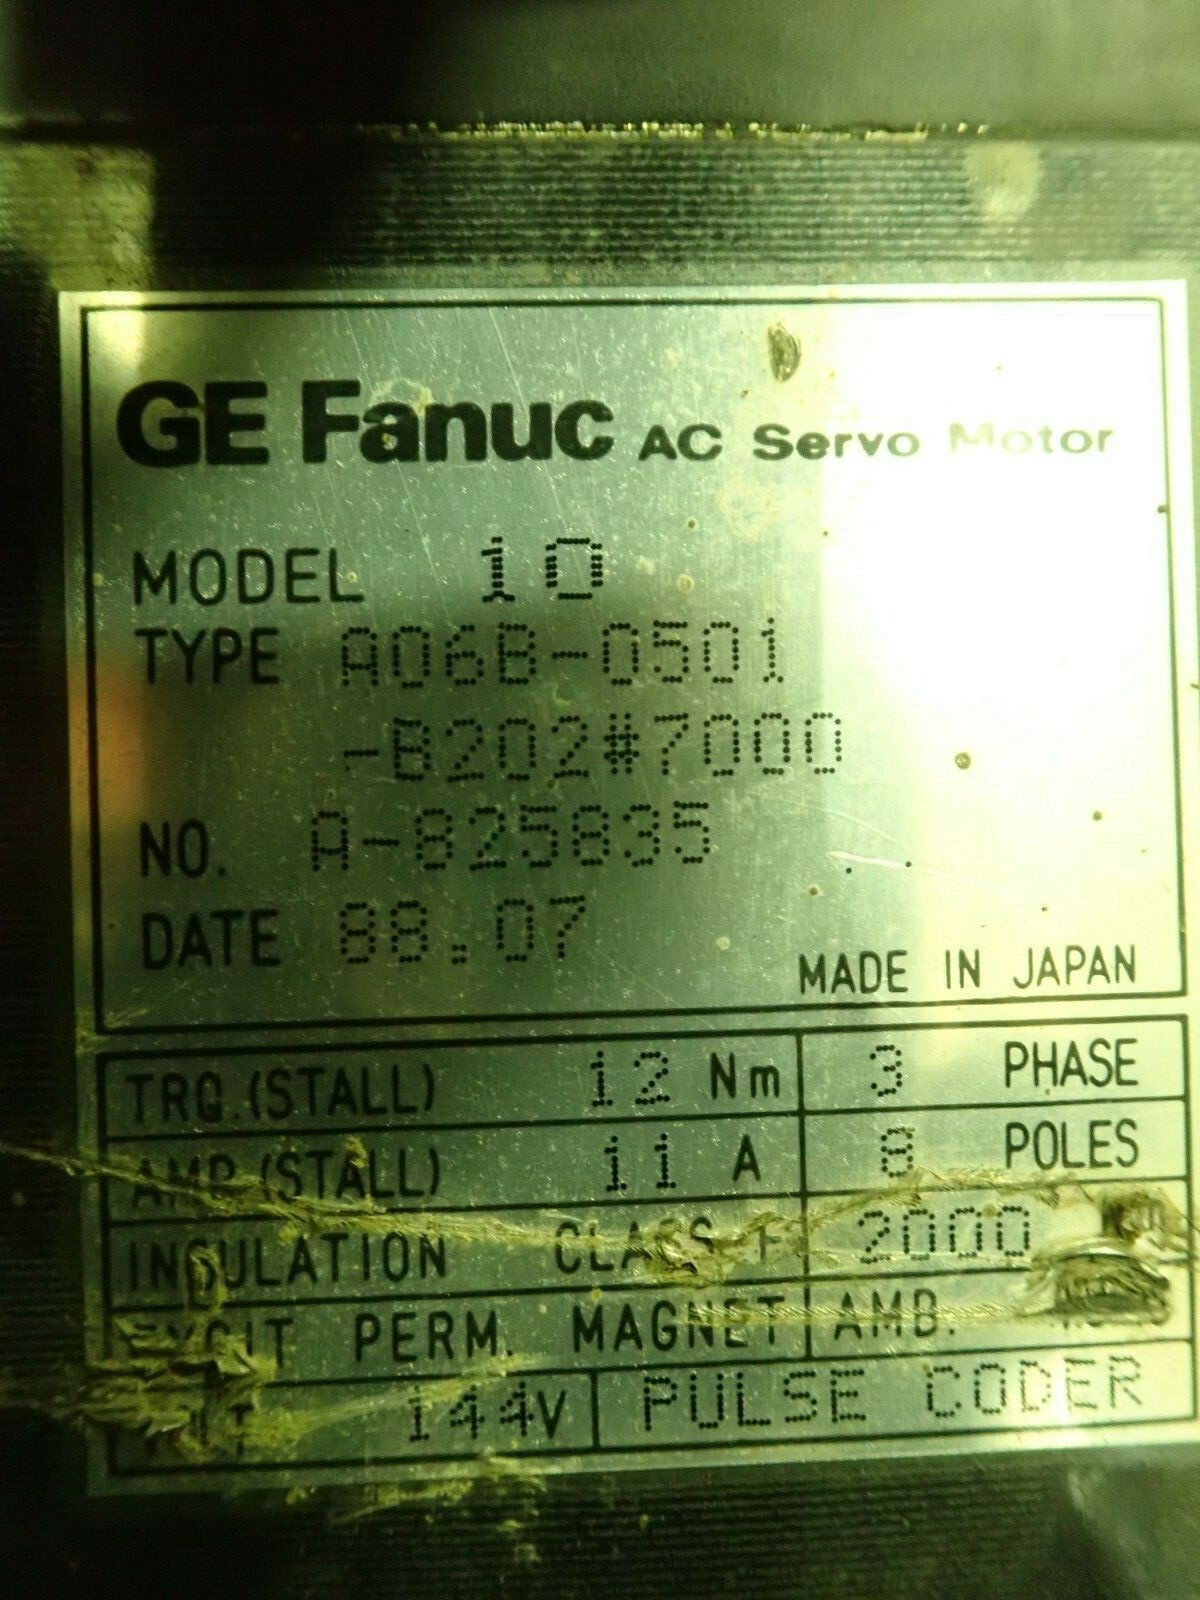 GE Fanuc AC Servo Motor
MODEL 10
TYPE A06B-0501
-B202#7000
NO. A-825835
DATE 88.07
MADE IN JAPAN
TRQ.(STALL) 12 Nm 3 PHASE
AMP.(STALL) 11 A 8 POLES
INSULATION CLASS F 2000
EXCIT PERM. MAGNET AMB.
144V PULSE CODER